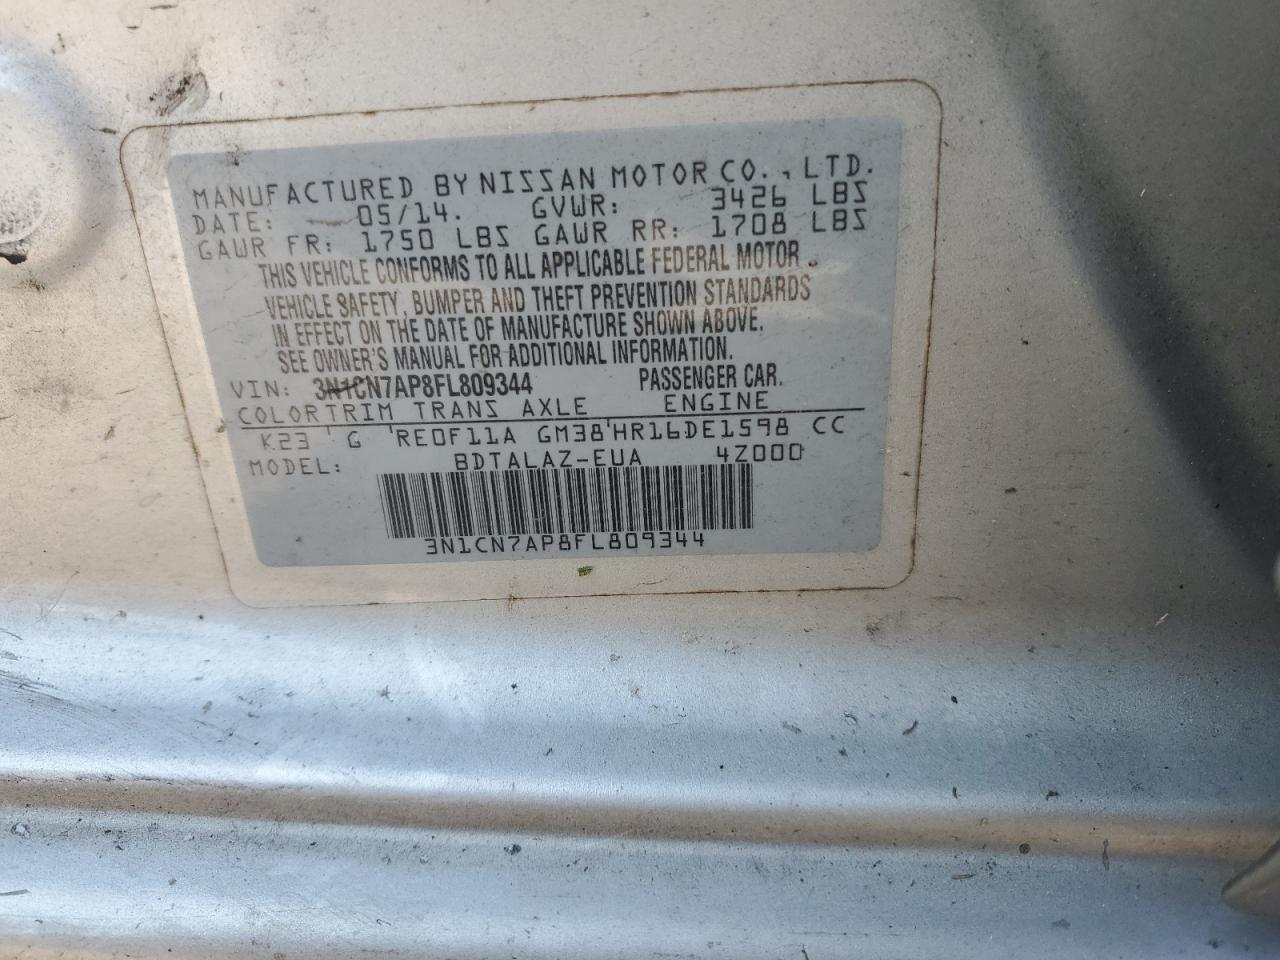 MANUFACTURED BY NISSAN MOTOR CO., LTD.
DATE: 05/14. GVWR: 3426 LBS
GAWR FR: 1750 LBS GAWR RR: 1708 LBS
THIS VEHICLE CONFORMS TO ALL APPLICABLE FEDERAL MOTOR
VEHICLE SAFETY, BUMPER AND THEFT PREVENTION STANDARDS
IN EFFECT ON THE DATE OF MANUFACTURE SHOWN ABOVE.
SEE OWNER'S MANUAL FOR ADDITIONAL INFORMATION.
VIN: 3N1CN7AP8FL809344 PASSENGER CAR.
COLOR TRIM TRANS AXLE ENGINE
K23 G RE0F11A GM38 HR16DE1598 CC
MODEL: BDTALAZ-EUA 4Z000
3N1CN7AP8FL809344